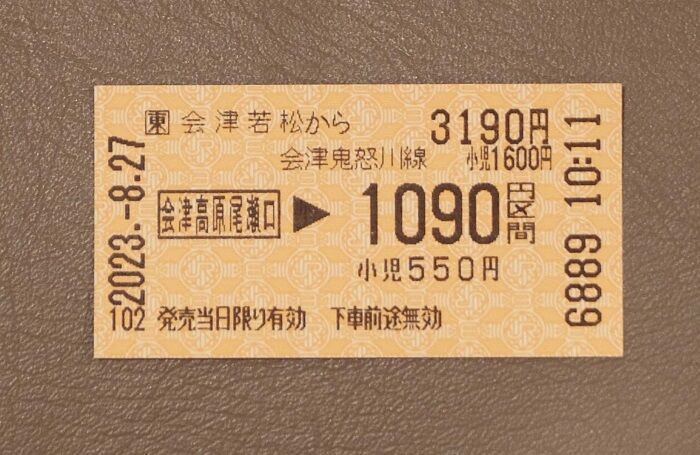 東 会津若松から 3190円
会津鬼怒川線 小児1600円
会津高原尾瀬口 ▶ 1090円区間
小児550円
102 発売当日限り有効 下車前途無効
2023.-8.27
6889 10:11